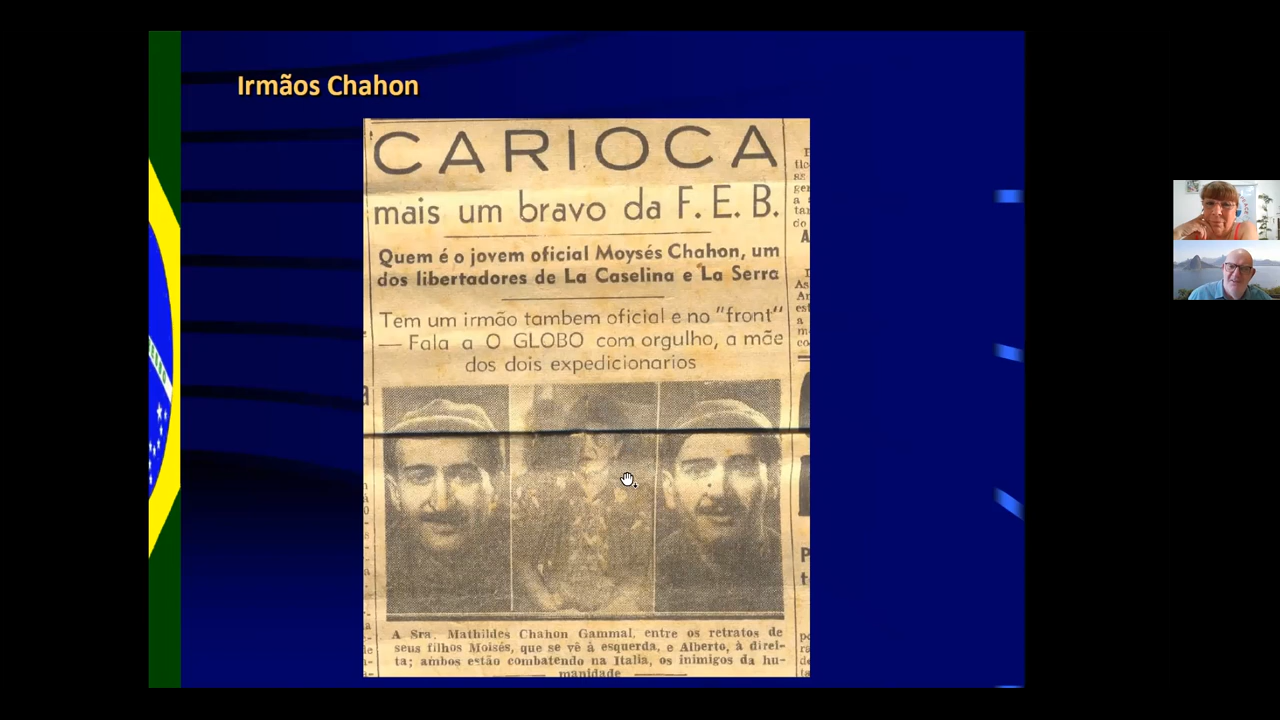 Irmãos Chahon
CARIOCA
mais um bravo da F. E. B.
Quem é o jovem oficial Moysés Chahon, um
dos libertadores de La Caselina e La Serra
Tem um irmão tambem oficial e no "front"
— Fala a O GLOBO com orgulho, a mãe
dos dois expedicionarios
A Sra. Mathildes Chahon Gammal, entre os retratos de
seus filhos Moisés, que se vê à esquerda, e Alberto, à direi-
ta; ambos estão combatendo na Italia, os inimigos da hu-
manidade